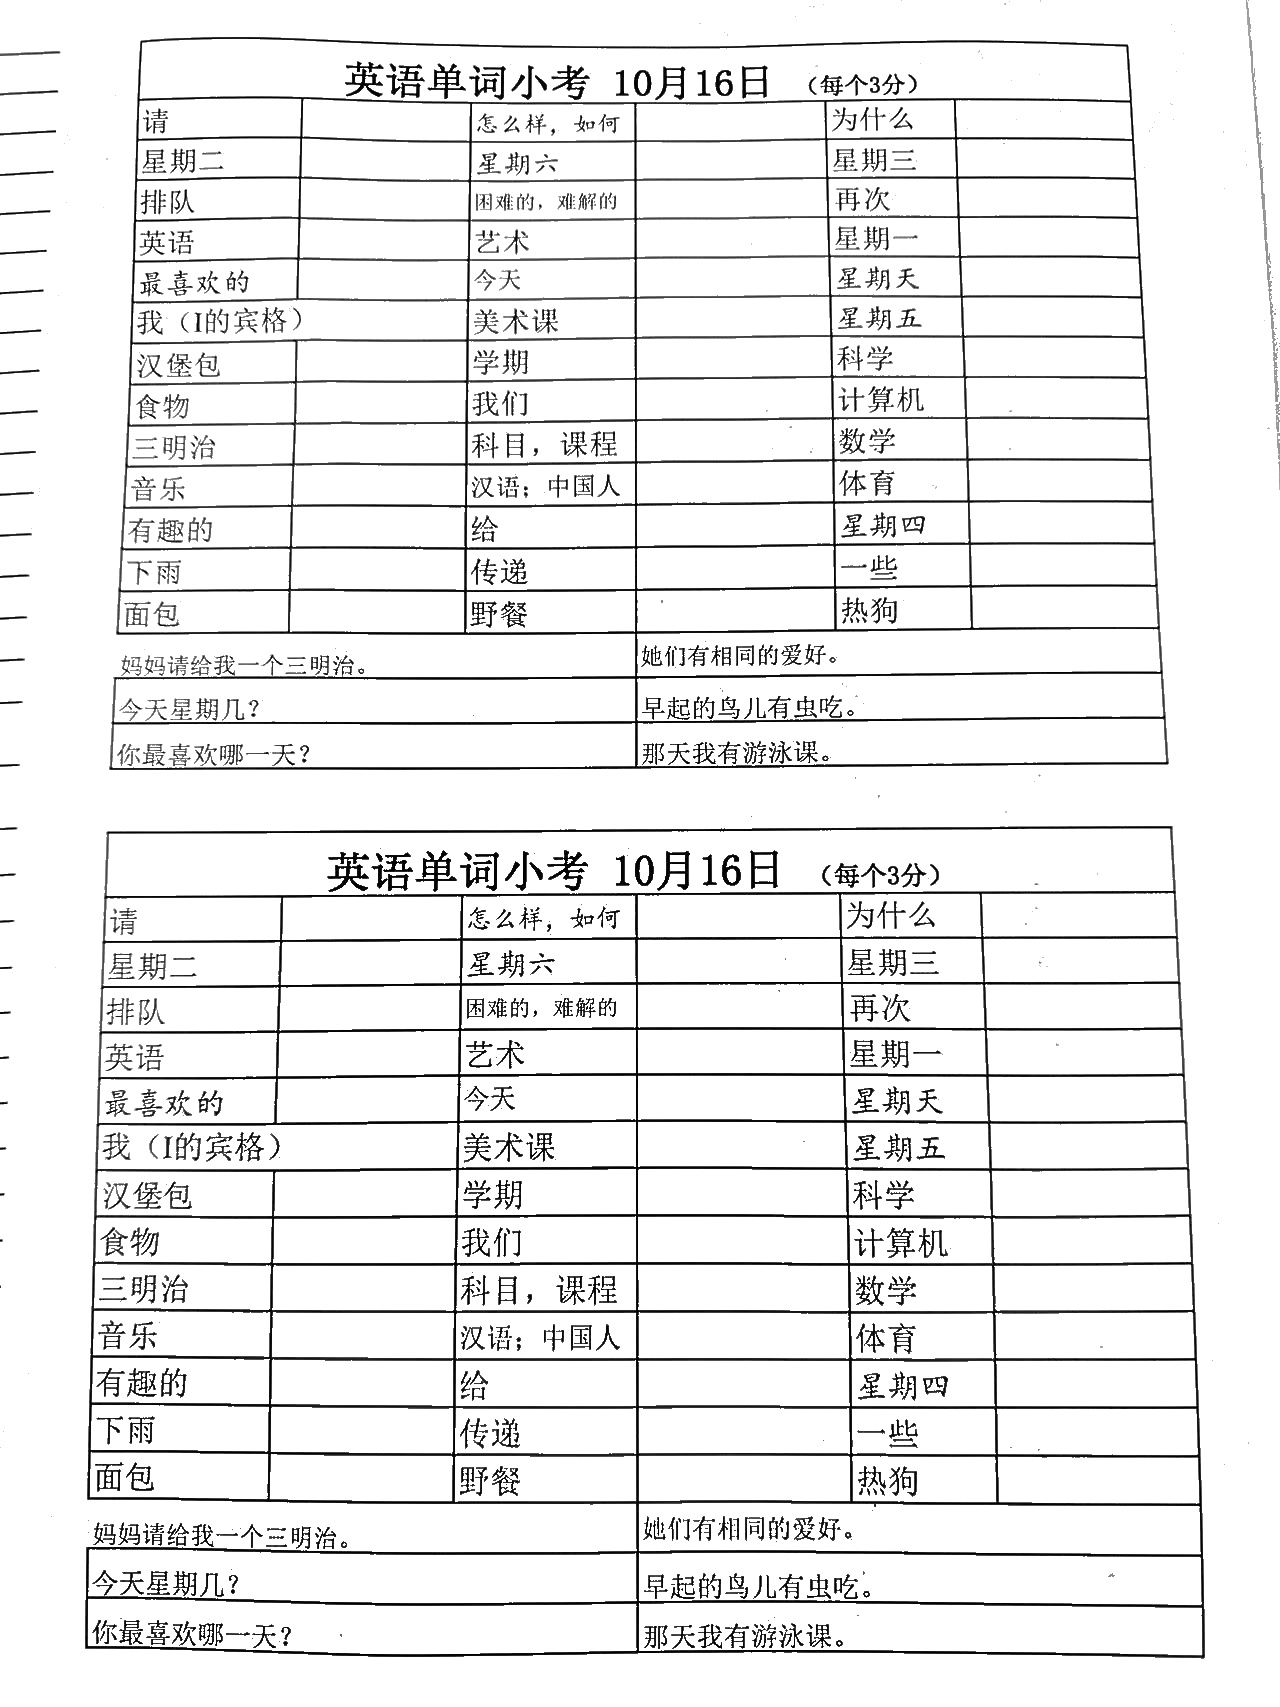 英语单词小考 10月16日 （每个3分）
请 怎么样，如何 为什么
星期二 星期六 星期三
排队 困难的，难解的 再次
英语 艺术 星期一
最喜欢的 今天 星期天
我（I的宾格） 美术课 星期五
汉堡包 学期 科学
食物 我们 计算机
三明治 科目，课程 数学
音乐 汉语；中国人 体育
有趣的 给 星期四
下雨 传递 一些
面包 野餐 热狗
妈妈请给我一个三明治。 她们有相同的爱好。
今天星期几？ 早起的鸟儿有虫吃。
你最喜欢哪一天？ 那天我有游泳课。
英语单词小考 10月16日 （每个3分）
请 怎么样，如何 为什么
星期二 星期六 星期三
排队 困难的，难解的 再次
英语 艺术 星期一
最喜欢的 今天 星期天
我（I的宾格） 美术课 星期五
汉堡包 学期 科学
食物 我们 计算机
三明治 科目，课程 数学
音乐 汉语；中国人 体育
有趣的 给 星期四
下雨 传递 一些
面包 野餐 热狗
妈妈请给我一个三明治。 她们有相同的爱好。
今天星期几？ 早起的鸟儿有虫吃。
你最喜欢哪一天？ 那天我有游泳课。